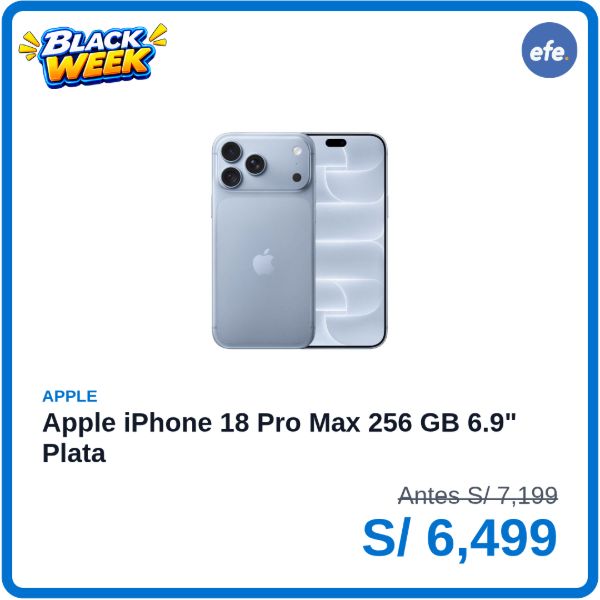 BLACK
WEEK
efe.
APPLE
Apple iPhone 18 Pro Max 256 GB 6.9"
Plata
Antes S/ 7,199
S/ 6,499